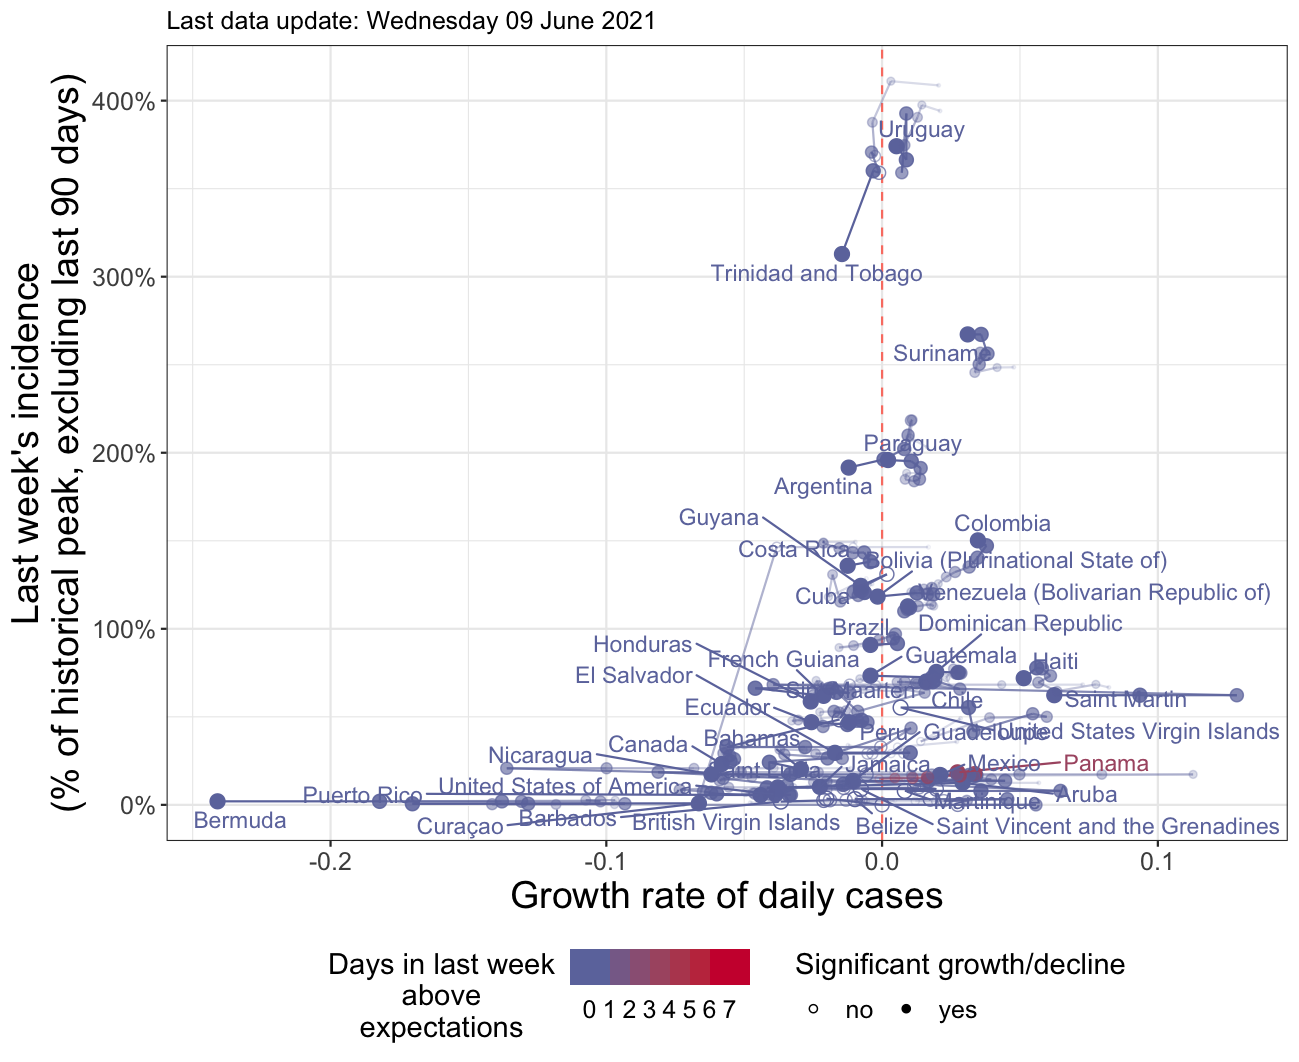 Last data update: Wednesday 09 June 2021
Last week's incidence
(% of historical peak, excluding last 90 days)
400%
300%
200%
100%
0%
Uruguay
Trinidad and Tobago
Suriname
Paraguay
Argentina
Guyana
Colombia
Costa Rica
Bolivia (Plurinational State of)
Cuba
Venezuela (Bolivarian Republic of)
Brazil
Dominican Republic
Honduras
French Guiana
Guatemala
Haiti
El Salvador
Sint Maarten
Chile
Saint Martin
Ecuador
Peru
Guadeloupe
United States Virgin Islands
Bahamas
Canada
Nicaragua
Jamaica
Mexico
Panama
United States of America
Puerto Rico
Martinique
Aruba
Bermuda
Curaçao
Barbados
British Virgin Islands
Belize
Saint Vincent and the Grenadines
-0.2
-0.1
0.0
0.1
Growth rate of daily cases
Days in last week
above
expectations
0 1 2 3 4 5 6 7
Significant growth/decline
no
yes